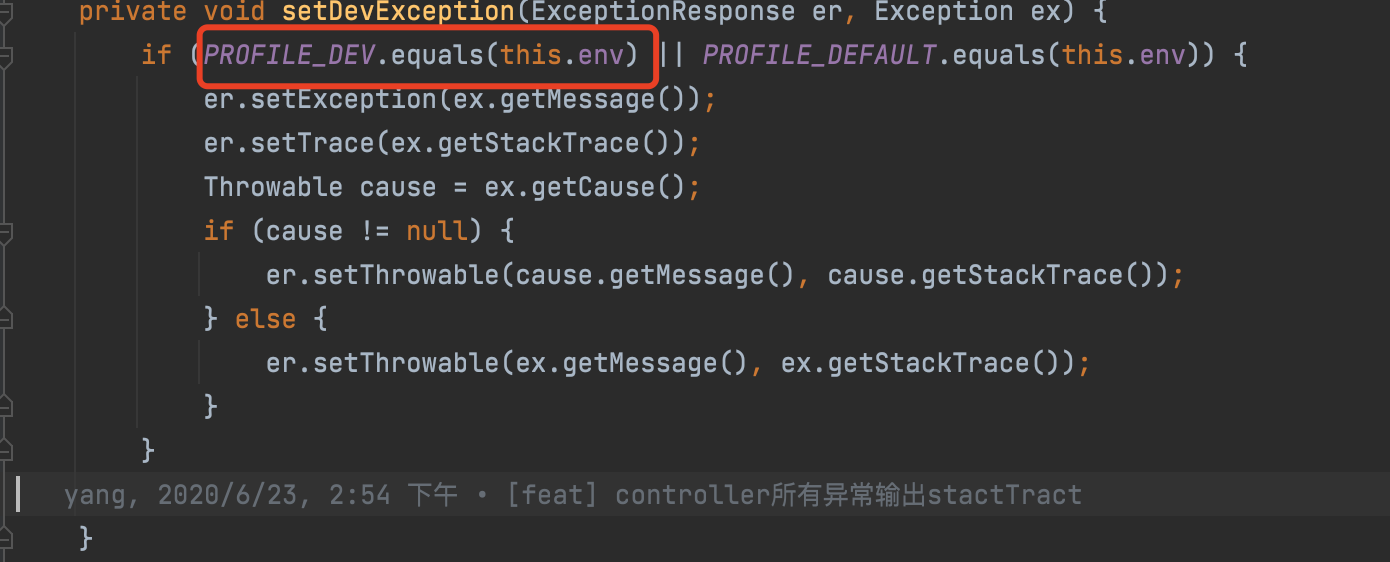 private void setDevException(ExceptionResponse er, Exception ex) {
if (PROFILE_DEV.equals(this.env) || PROFILE_DEFAULT.equals(this.env)) {
er.setException(ex.getMessage());
er.setTrace(ex.getStackTrace());
Throwable cause = ex.getCause();
if (cause != null) {
er.setThrowable(cause.getMessage(), cause.getStackTrace());
} else {
er.setThrowable(ex.getMessage(), ex.getStackTrace());
}
}
yang, 2020/6/23, 2:54 下午 • [feat] controller所有异常输出stactTract
}